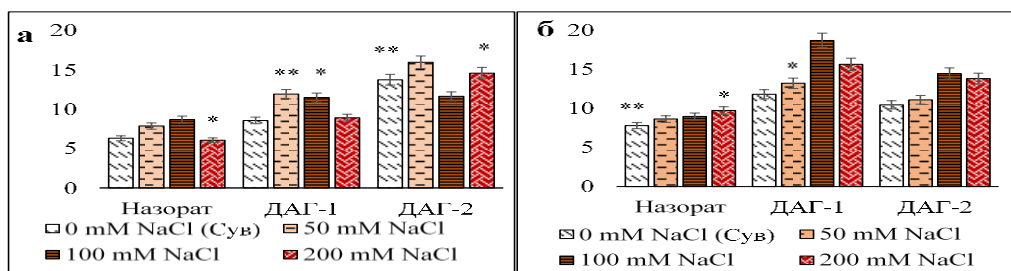 а
20
15
10
5
0
**
*
*
**
*
Назорат
ДАГ-1
ДАГ-2
0 mM NaCl (Сув)
50 mM NaCl
100 mM NaCl
200 mM NaCl
б
20
15
10
5
0
**
*
*
Назорат
ДАГ-1
ДАГ-2
0 mM NaCl (Сув)
50 mM NaCl
100 mM NaCl
200 mM NaCl